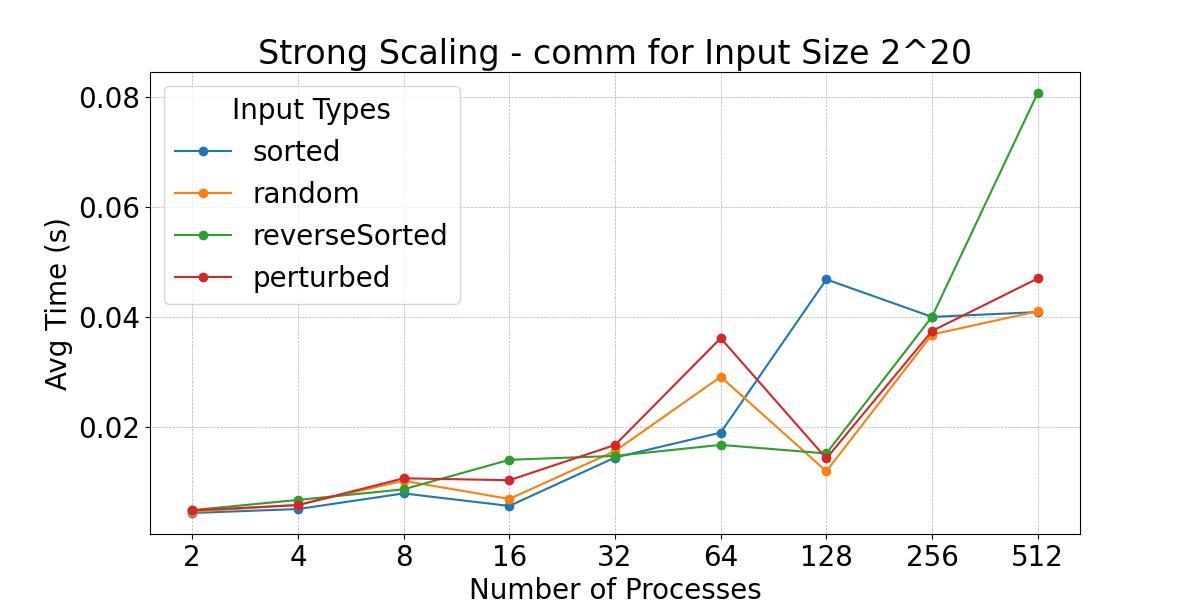 Strong Scaling - comm for Input Size 2^20
Avg Time (s)
0.08
0.06
0.04
0.02
Input Types
sorted
random
reverseSorted
perturbed
2 4 8 16 32 64 128 256 512
Number of Processes